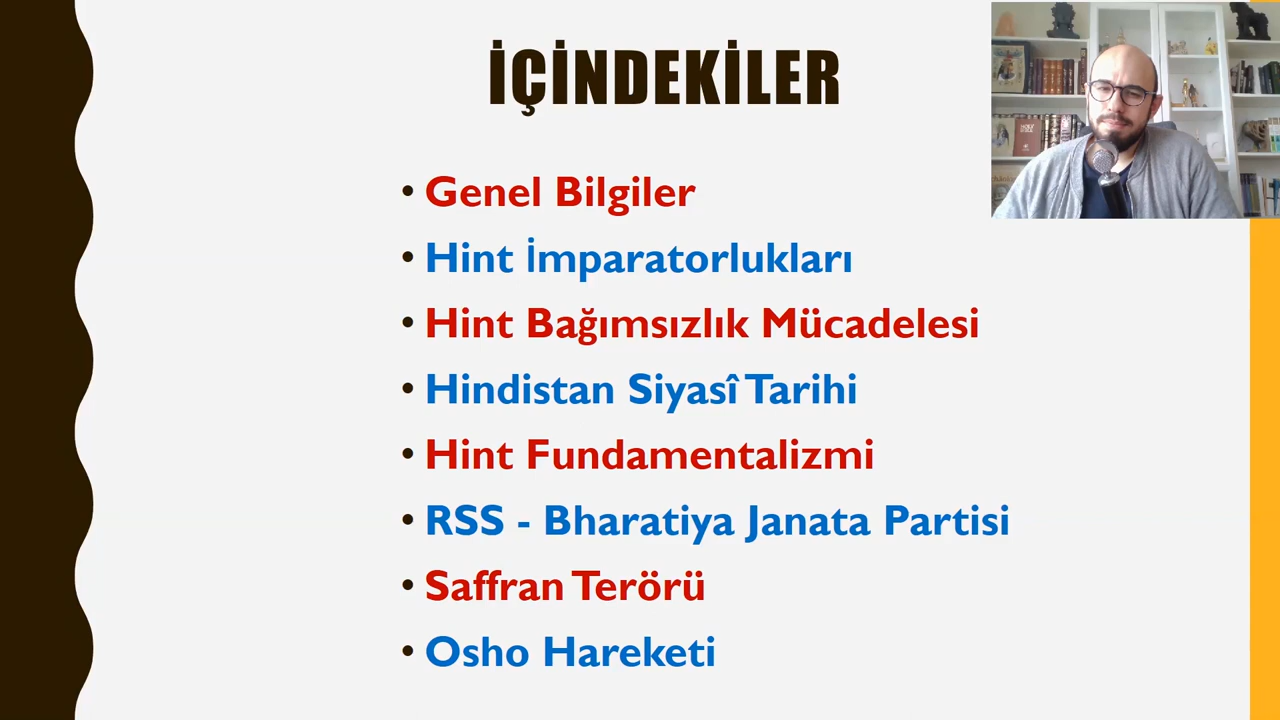 İÇİNDEKİLER
• Genel Bilgiler
• Hint İmparatorlukları
• Hint Bağımsızlık Mücadelesi
• Hindistan Siyasî Tarihi
• Hint Fundamentalizmi
• RSS - Bharatiya Janata Partisi
• Saffran Terörü
• Osho Hareketi